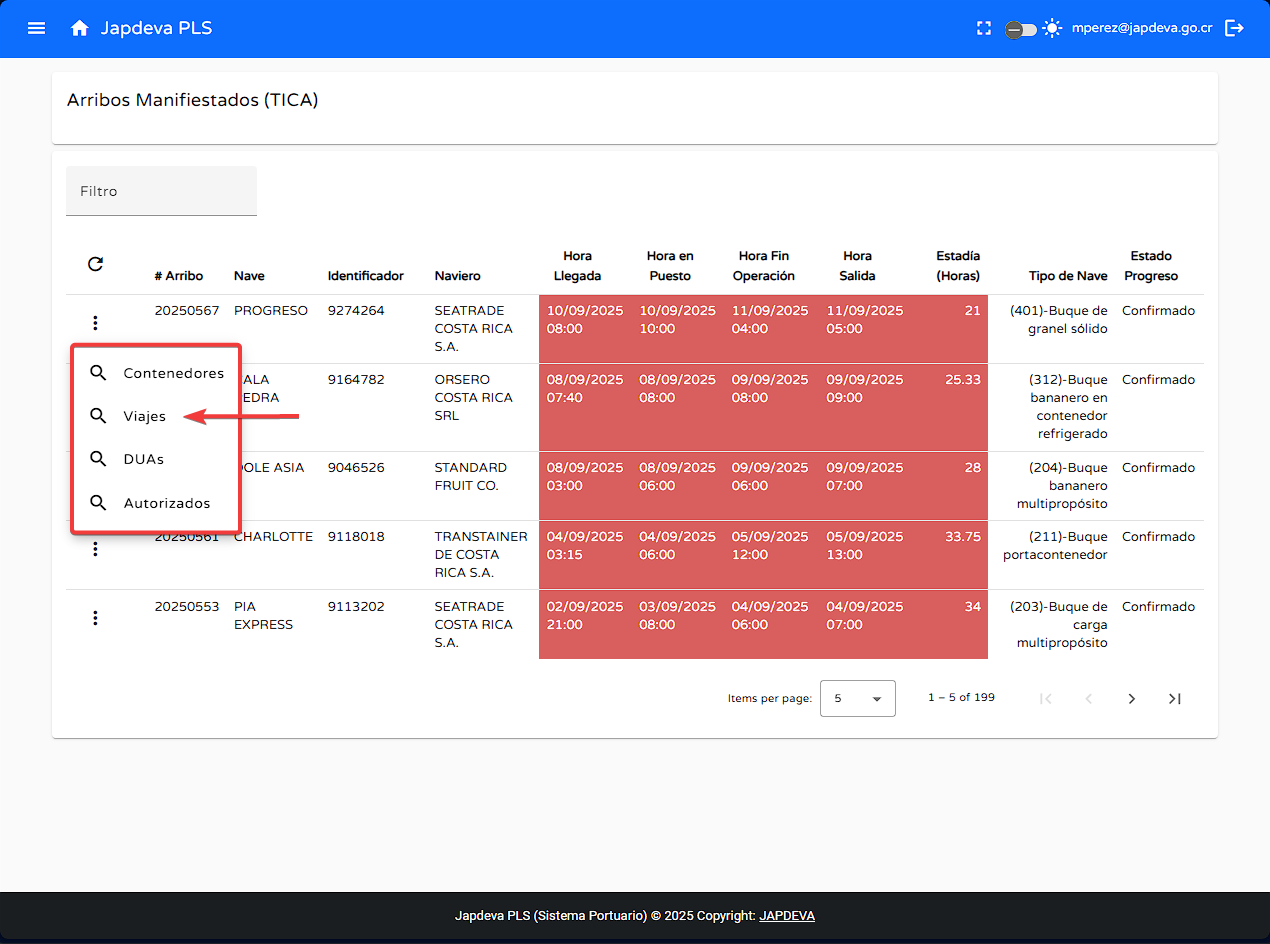 Japdeva PLS
mperez@japdeva.go.cr
Arribos Manifiestados (TICA)
Filtro
# Arribo Nave Identificador Naviero Hora Llegada Hora en Puesto Hora Fin Operación Hora Salida Estadía (Horas) Tipo de Nave Estado Progreso
20250567 PROGRESO 9274264 SEATRADE 10/09/2025 10/09/2025 11/09/2025 11/09/2025 21 (401)-Buque de Confirmado
COSTA RICA 08:00 10:00 04:00 05:00 granel sólido
S.A.
Contenedores
Viajes
DUAs
Autorizados
9164782 ORSERO 08/09/2025 08/09/2025 09/09/2025 09/09/2025 25.33 (312)-Buque Confirmado
COSTA RICA 07:40 08:00 08:00 09:00 bananero en
SRL contenedor
refrigerado
ASIA 9046526 STANDARD 08/09/2025 08/09/2025 09/09/2025 09/09/2025 28 (204)-Buque Confirmado
FRUIT CO. 03:00 06:00 06:00 07:00 bananero
multipropósito
20250561 CHARLOTTE 9118018 TRANSTAINER 04/09/2025 04/09/2025 05/09/2025 05/09/2025 33.75 (211)-Buque Confirmado
DE COSTA 03:15 06:00 12:00 13:00 portacontenedor
RICA S.A.
20250553 PIA 9113202 SEATRADE 02/09/2025 03/09/2025 04/09/2025 04/09/2025 34 (203)-Buque de Confirmado
EXPRESS COSTA RICA 21:00 08:00 06:00 07:00 carga
S.A. multipropósito
Items per page: 5 1 – 5 of 199
Japdeva PLS (Sistema Portuario) © 2025 Copyright: JAPDEVA